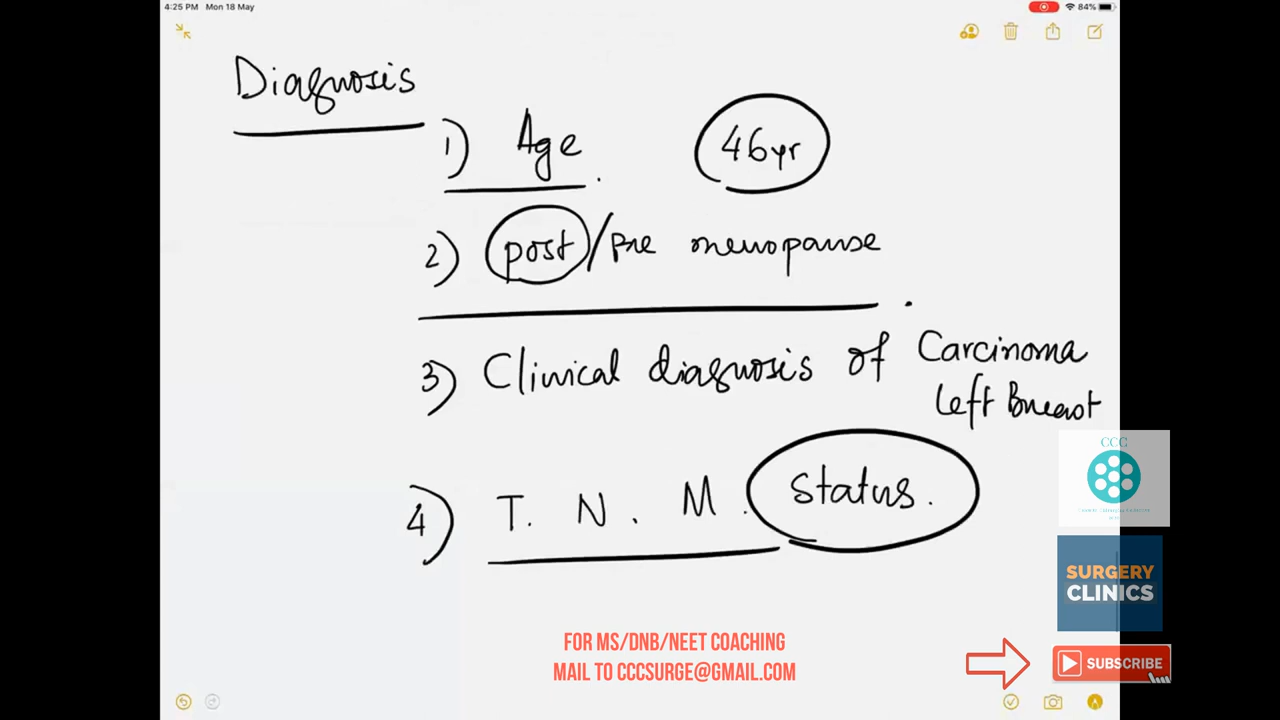 4:25 PM Mon 18 May
84%
Diagnosis
1) Age. 46yr
2) post/pre menopause.
3) Clinical diagnosis of Carcinoma
left Breast
4) T. N. M. status.
CCC
SURGERY
CLINICS
FOR MS/DNB/NEET COACHING
MAIL TO CCCSURGE@GMAIL.COM
SUBSCRIBE